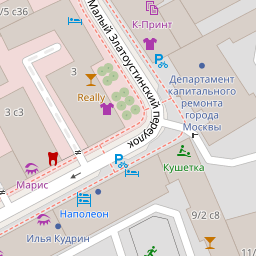 /5 с36
К-Принт
Малый Златоустинский переулок
3
Really
Департамент
капитального
ремонта
города
Москвы
3 с3
Марис
Кушетка
Наполеон
9/2 с8
Илья Кудрин
11/